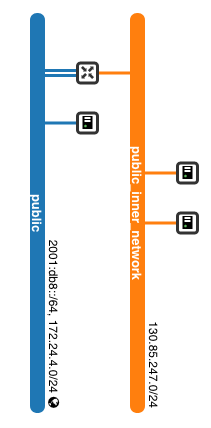 public
2001:db8::/64, 172.24.4.0/24
public_inner_network
130.85.247.0/24